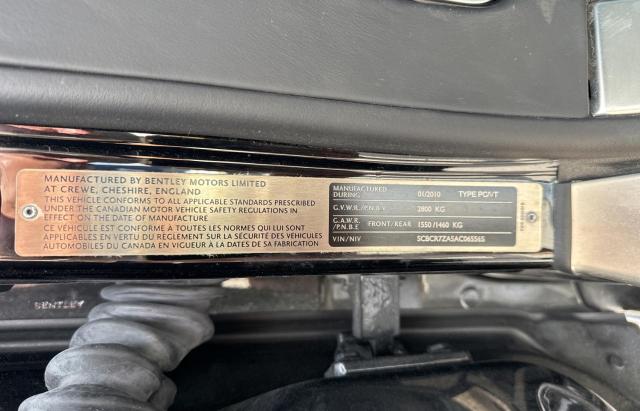 MANUFACTURED BY BENTLEY MOTORS LIMITED
AT CREWE, CHESHIRE, ENGLAND
THIS VEHICLE CONFORMS TO ALL APPLICABLE STANDARDS PRESCRIBED
UNDER THE CANADIAN MOTOR VEHICLE SAFETY REGULATIONS IN
EFFECT ON THE DATE OF MANUFACTURE
CE VÉHICULE EST CONFORME À TOUTES LES NORMES QUI LUI SONT
APPLICABLES EN VERTU DU RÈGLEMENT SUR LA SÉCURITÉ DES VÉHICULES
AUTOMOBILES DU CANADA EN VIGUEUR À LA DATES DE SA FABRICATION
MANUFACTURED
DURING 01/2010 TYPE PC/VT
G.V.W.R./P.N.B.V 2800 KG
G.A.W.R.
/P.N.B.E FRONT/REAR 1550/1460 KG
VIN/NIV SCBCR7ZA5AC065565
BENTLEY